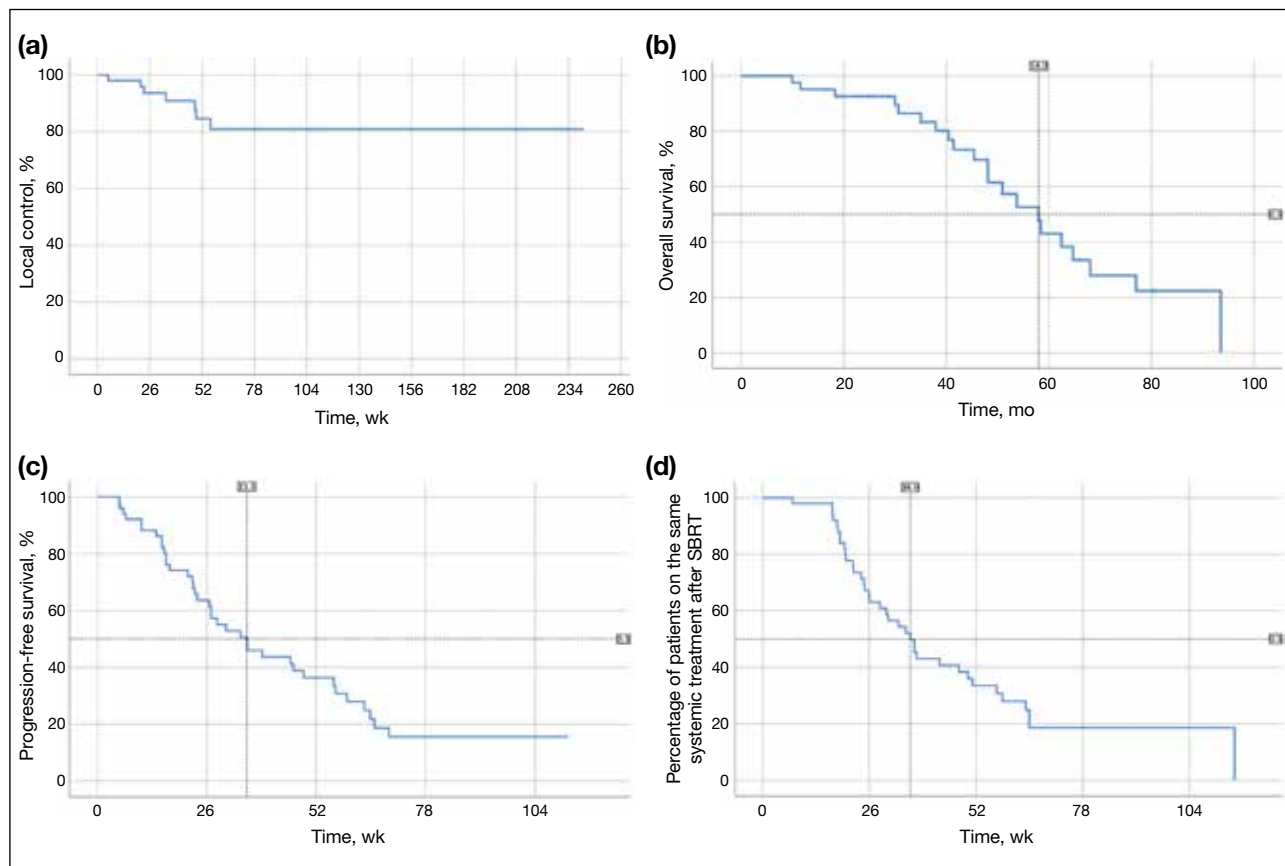 (a)
100
80
60
40
20
0
Local control, %
0 26 52 78 104 130 156 182 208 234 260
Time, wk
(b)
100
80
60
40
20
0
Overall survival, %
0 20 40 60 80 100
Time, mo
(c)
100
80
60
40
20
0
Progression-free survival, %
0 26 52 78 104
Time, wk
(d)
100
80
60
40
20
0
Percentage of patients on the same
systemic treatment after SBRT
0 26 52 78 104
Time, wk